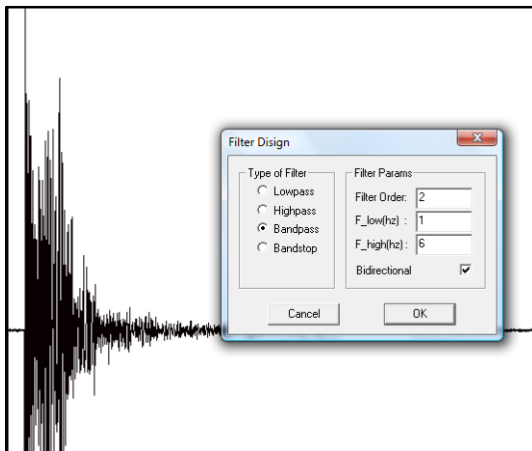 Filter Disign
Type of Filter
Lowpass
Highpass
Bandpass
Bandstop
Filter Params
Filter Order: 2
F_low(hz) : 1
F_high(hz) : 6
Bidirectional
Cancel
OK